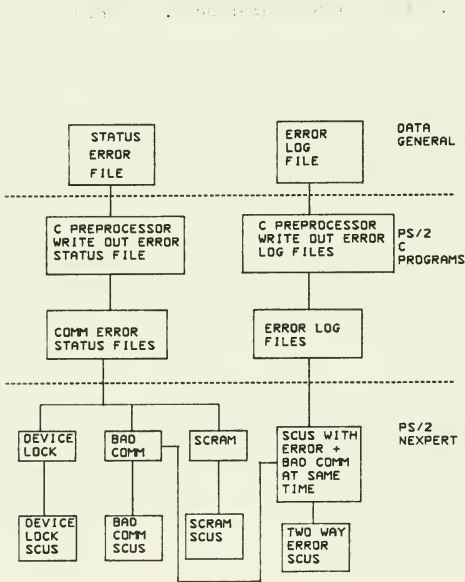 STATUS
ERROR
FILE
ERROR
LOG
FILE
DATA
GENERAL
C PREPROCESSOR
WRITE OUT ERROR
STATUS FILE
C PREPROCESSOR
WRITE OUT ERROR
LOG FILES
PS/2
C
PROGRAMS
COMM ERROR
STATUS FILES
ERROR LOG
FILES
DEVICE
LOCK
BAD
COMM
SCRAM
SCUS WITH
ERROR +
BAD COMM
AT SAME
TIME
PS/2
NEXPERT
DEVICE
LOCK
SCUS
BAD
COMM
SCUS
SCRAM
SCUS
TWO WAY
ERROR
SCUS